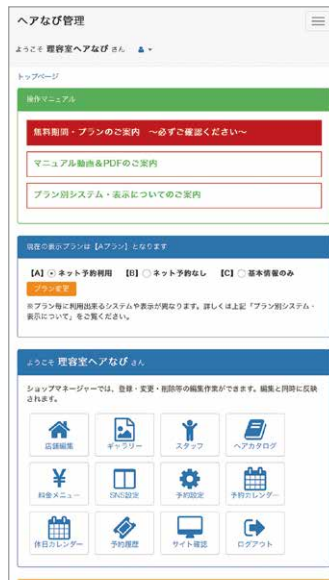 ヘアなび管理
ようこそ 理容室ヘアなび さん
トップページ
操作マニュアル
無料期間・プランのご案内 ～必ずご確認ください～
マニュアル動画&PDFのご案内
プラン別システム・表示についてのご案内
現在の表示プランは【Aプラン】となります
【A】 ネット予約利用 【B】 ネット予約なし 【C】 基本情報のみ
プラン変更
※プラン毎に利用出来るシステムや表示が異なります。詳しくは上記「プラン別システム・
表示について」をご覧ください。
ようこそ 理容室ヘアなび さん
ショップマネージャーでは、登録・変更・削除等の編集作業ができます。編集と同時に反映
されます。
店舗編集 ギャラリー スタッフ ヘアカタログ
料金メニュー SNS設定 予約設定 予約カレンダー
休日カレンダー 予約履歴 サイト確認 ログアウト